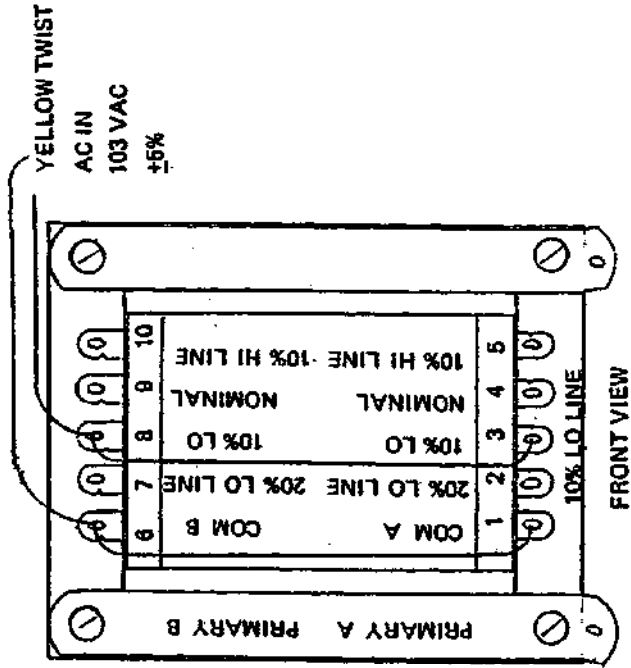 YELLOW TWIST
AC IN
103 VAC
±5%
10
9
8
7
6
10% HI LINE
NOMINAL
10% LO
20% LO LINE
COM B
10% HI LINE
NOMINAL
10% LO
20% LO LINE
COM A
5
4
3
2
1
PRIMARY B
PRIMARY A
10% LO LINE
FRONT VIEW